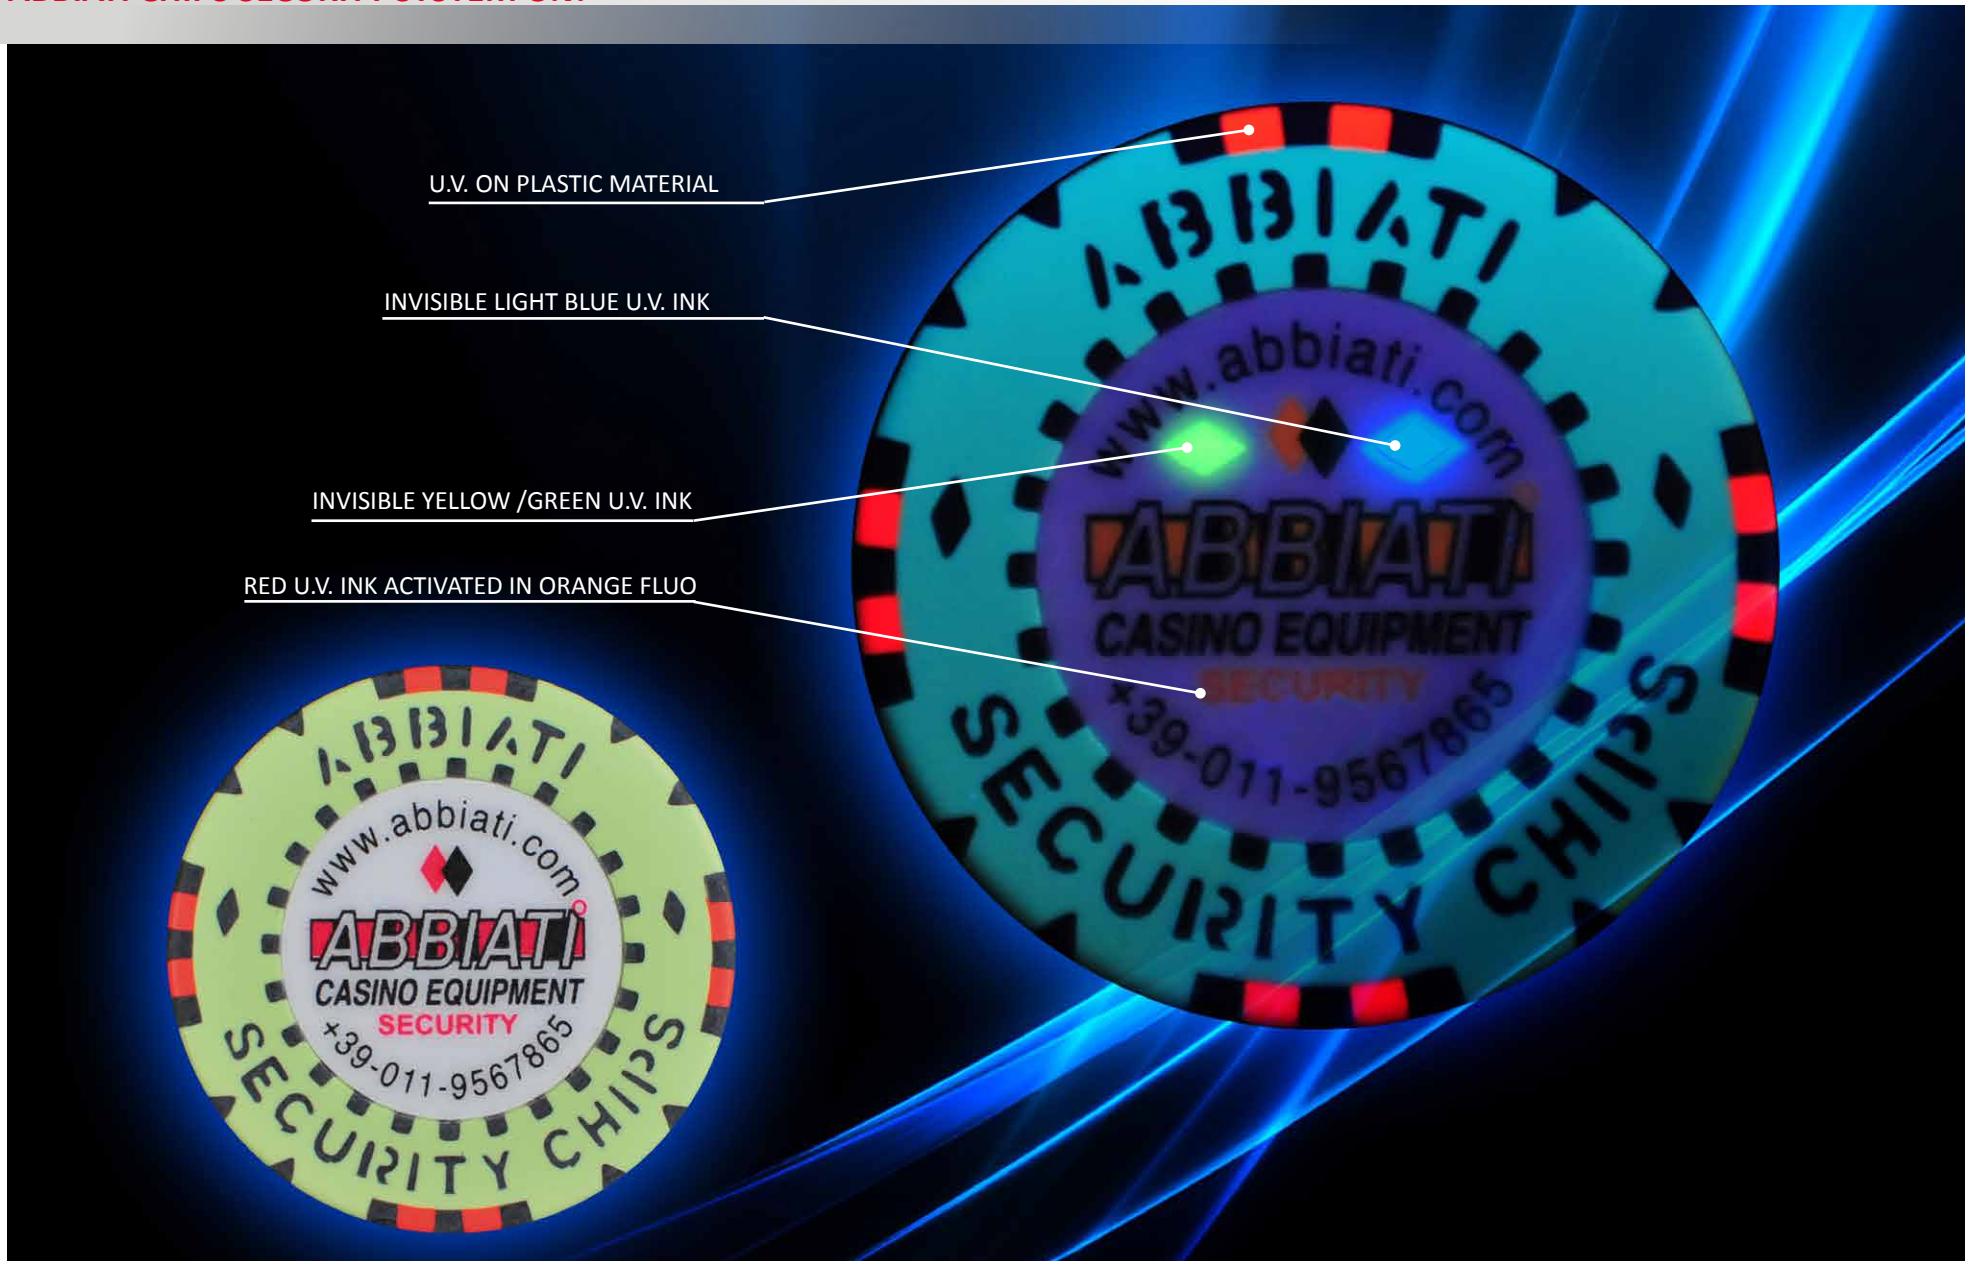 U.V. ON PLASTIC MATERIAL
INVISIBLE LIGHT BLUE U.V. INK
INVISIBLE YELLOW /GREEN U.V. INK
RED U.V. INK ACTIVATED IN ORANGE FLUO
ABBIATI
www.abbiati.com
ABBIATI
CASINO EQUIPMENT
SECURITY
+39-011-9567865
SECURITY CHIPS
ABBIATI
www.abbiati.com
ABBIATI
CASINO EQUIPMENT
SECURITY
+39-011-9567865
SECURITY CHIPS